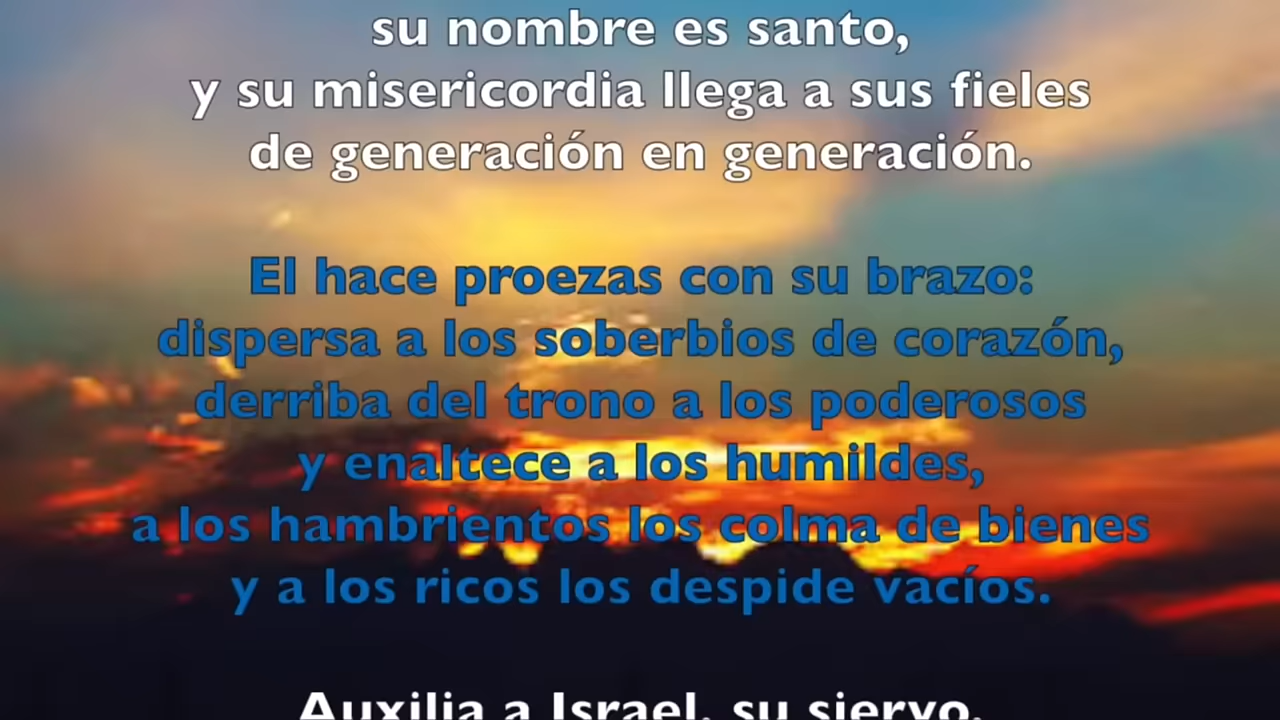 su nombre es santo,
y su misericordia llega a sus fieles
de generación en generación.
El hace proezas con su brazo:
dispersa a los soberbios de corazón,
derriba del trono a los poderosos
y enaltece a los humildes,
a los hambrientos los colma de bienes
y a los ricos los despide vacíos.
Auxilia a Israel, su siervo,